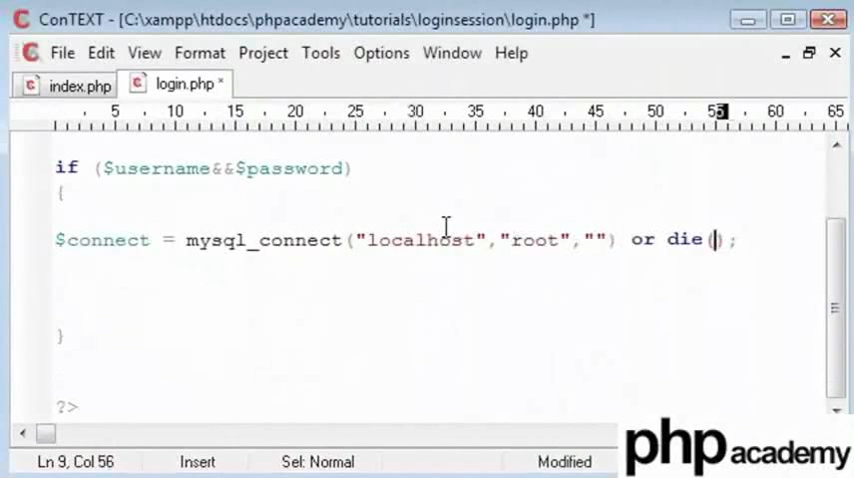 ConTEXT - [C:\xampp\htdocs\phpacademy\tutorials\loginsession\login.php *]
File Edit View Format Project Tools Options Window Help
index.php login.php *
5 10 15 20 25 30 35 40 45 50 55 60 65
if ($username&&$password)
{
$connect = mysql_connect("localhost","root","") or die();
}
?>
Ln 9, Col 56 Insert Sel: Normal Modified
php academy